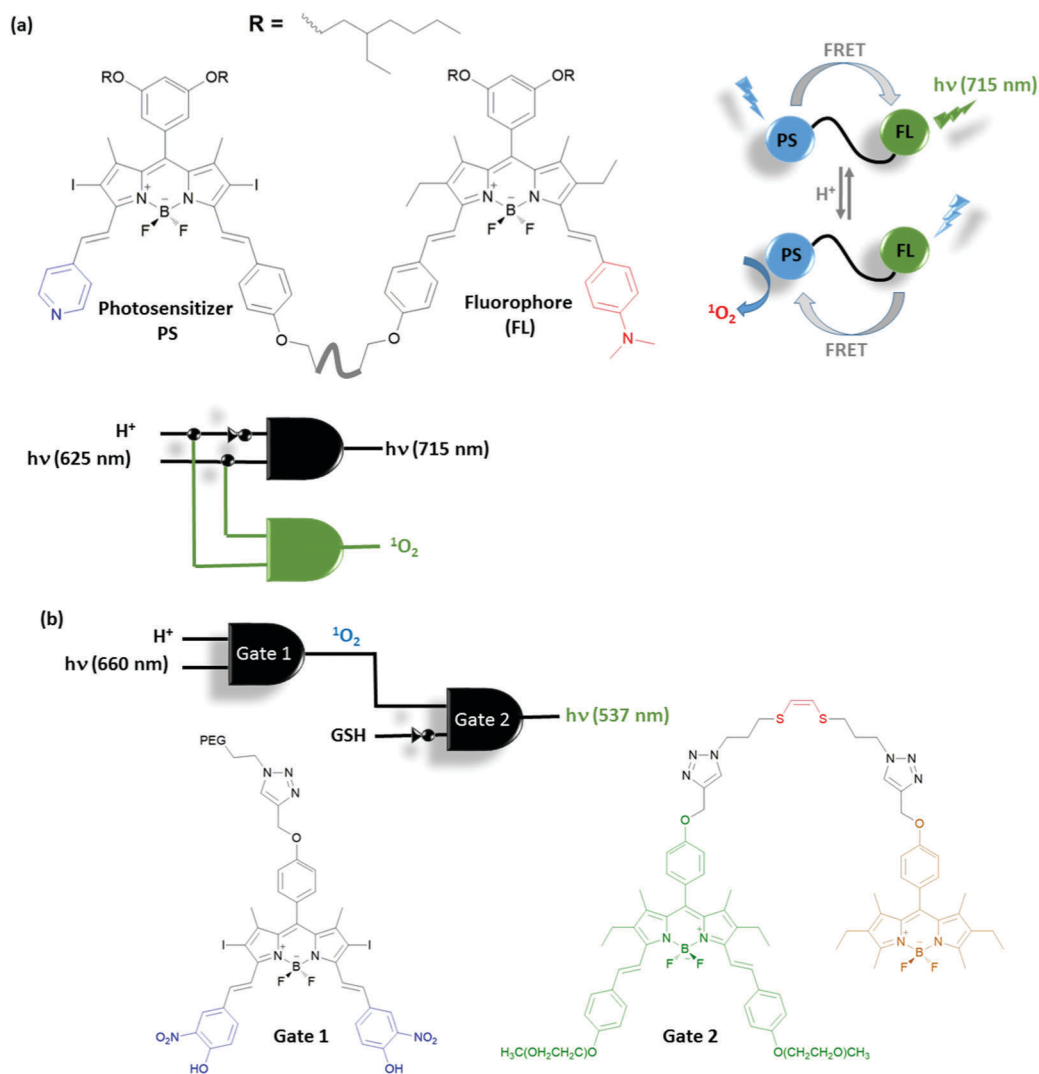 (a)
R =
RO
OR
RO
OR
I
I
N
+
N
B
-
F
F
N
Photosensitizer
PS
O
N
+
N
B
-
F
F
Fluorophore
(FL)
O
N
FRET
hν (715 nm)
PS
FL
H+
PS
FL
1O2
FRET
H+
hν (625 nm)
hν (715 nm)
1O2
(b)
H+
hν (660 nm)
Gate 1
1O2
GSH
Gate 2
hν (537 nm)
PEG
N
N
N
O
I
I
N
+
N
B
-
F
F
O2N
HO
NO2
OH
Gate 1
S
S
N
N
N
N
N
N
O
O
N
+
N
B
-
F
F
N
+
N
B
-
F
F
H3C(OH2CH2C)O
O(CH2CH2O)CH3
Gate 2